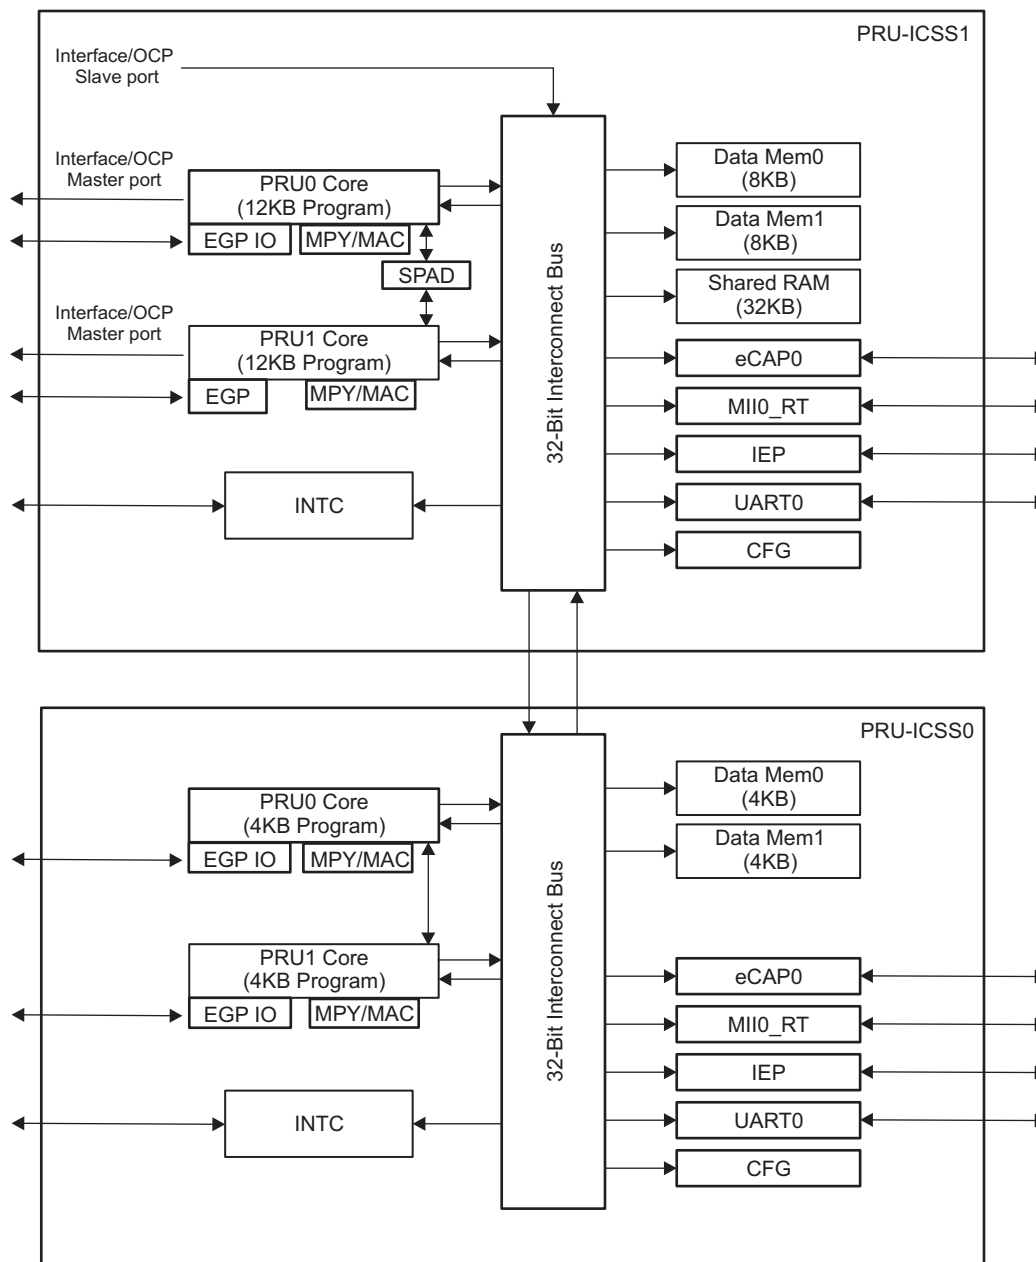 PRU-ICSS1
Interface/OCP
Slave port
Interface/OCP
Master port
PRU0 Core
(12KB Program)
EGP IO
MPY/MAC
SPAD
Interface/OCP
Master port
PRU1 Core
(12KB Program)
EGP
MPY/MAC
INTC
32-Bit Interconnect Bus
Data Mem0
(8KB)
Data Mem1
(8KB)
Shared RAM
(32KB)
eCAP0
MII0_RT
IEP
UART0
CFG
PRU-ICSS0
PRU0 Core
(4KB Program)
EGP IO
MPY/MAC
PRU1 Core
(4KB Program)
EGP IO
MPY/MAC
INTC
32-Bit Interconnect Bus
Data Mem0
(4KB)
Data Mem1
(4KB)
eCAP0
MII0_RT
IEP
UART0
CFG